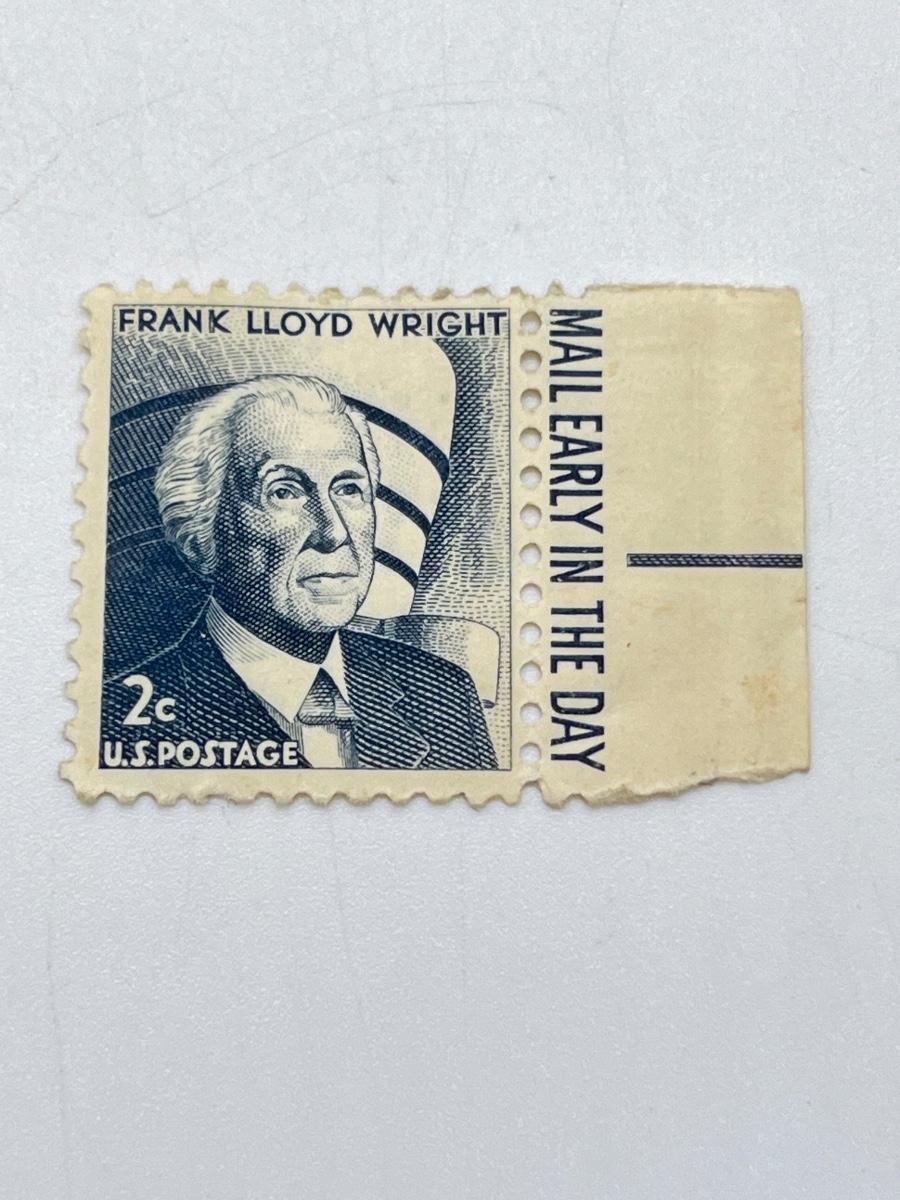 FRANK LLOYD WRIGHT
2c
U.S.POSTAGE
MAIL EARLY IN THE DAY